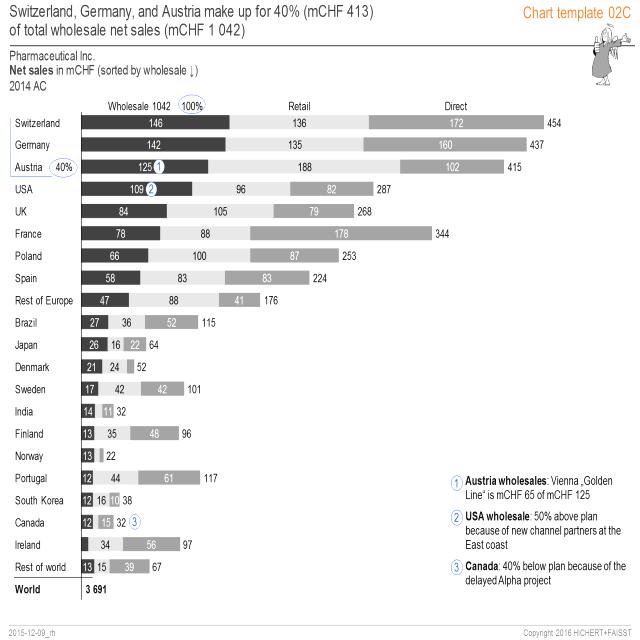 Switzerland, Germany, and Austria make up for 40% (mCHF 413)
of total wholesale net sales (mCHF 1 042)
Chart template 02C
Pharmaceutical Inc.
Net sales in mCHF (sorted by wholesale ↓)
2014 AC
Wholesale 1042 100% Retail Direct
Switzerland 146 136 172 454
Germany 142 135 160 437
Austria 40% 125 1 188 102 415
USA 109 2 96 82 287
UK 84 105 79 268
France 78 88 178 344
Poland 66 100 87 253
Spain 58 83 83 224
Rest of Europe 47 88 41 176
Brazil 27 36 52 115
Japan 26 16 22 64
Denmark 21 24 52
Sweden 17 42 42 101
India 14 11 32
Finland 13 35 48 96
Norway 13 22
Portugal 12 44 61 117
South Korea 12 16 10 38
Canada 12 15 32 3
Ireland 34 56 97
Rest of world 13 15 39 67
World 3 691
1 Austria wholesales: Vienna „Golden
Line“ is mCHF 65 of mCHF 125
2 USA wholesale: 50% above plan
because of new channel partners at the
East coast
3 Canada: 40% below plan because of the
delayed Alpha project
2015-12-09_rh
Copyright 2016 HICHERT+FAISST